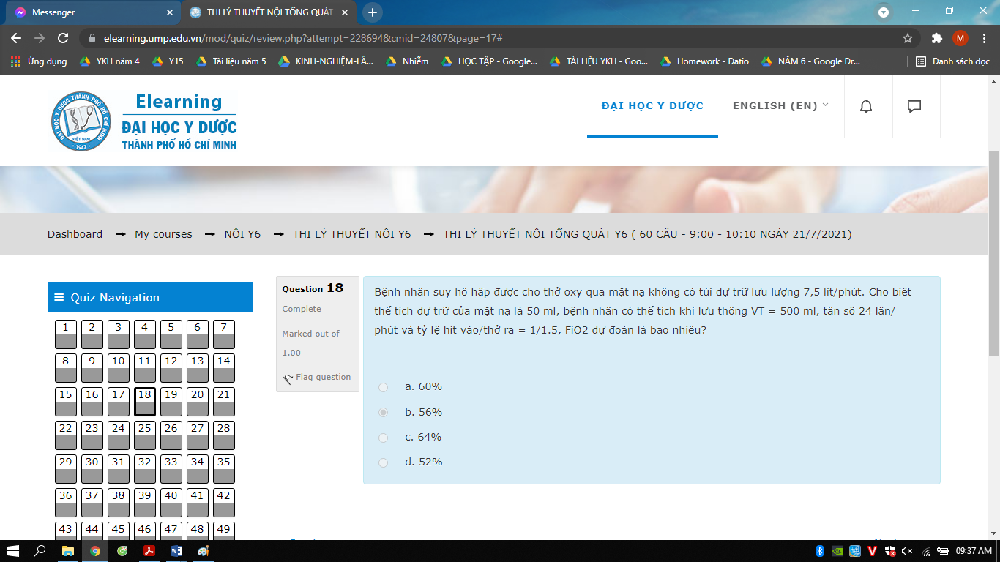 Messenger
THI LÝ THUYẾT NỘI TỔNG QUÁT
elearning.ump.edu.vn/mod/quiz/review.php?attempt=228694&cmid=24807&page=17#
M
Ứng dụng YKH năm 4 Y15 Tài liệu năm 5 KINH-NGHIỆM-LÂ... Nhiễm HỌC TẬP - Google... TÀI LIỆU YKH - Goo... Homework - Datio NĂM 6 - Google Dr... Danh sách đọc
ĐẠI HỌC Y DƯỢC THÀNH PHỐ HỒ CHÍ MINH
VIỆT NAM
1947
Elearning
ĐẠI HỌC Y DƯỢC
THÀNH PHỐ HỒ CHÍ MINH
ĐẠI HỌC Y DƯỢC ENGLISH (EN)
Dashboard → My courses → NỘI Y6 → THI LÝ THUYẾT NỘI Y6 → THI LÝ THUYẾT NỘI TỔNG QUÁT Y6 ( 60 CÂU - 9:00 - 10:10 NGÀY 21/7/2021)
Quiz Navigation
1 2 3 4 5 6 7
8 9 10 11 12 13 14
15 16 17 18 19 20 21
22 23 24 25 26 27 28
29 30 31 32 33 34 35
36 37 38 39 40 41 42
43 44 45 46 47 48 49
Question 18
Complete
Marked out of
1.00
Flag question
Bệnh nhân suy hô hấp được cho thở oxy qua mặt nạ không có túi dự trữ lưu lượng 7,5 lít/phút. Cho biết
thể tích dự trữ của mặt nạ là 50 ml, bệnh nhân có thể tích khí lưu thông VT = 500 ml, tần số 24 lần/
phút và tỷ lệ hít vào/thở ra = 1/1.5, FiO2 dự đoán là bao nhiêu?
a. 60%
b. 56%
c. 64%
d. 52%
09:37 AM